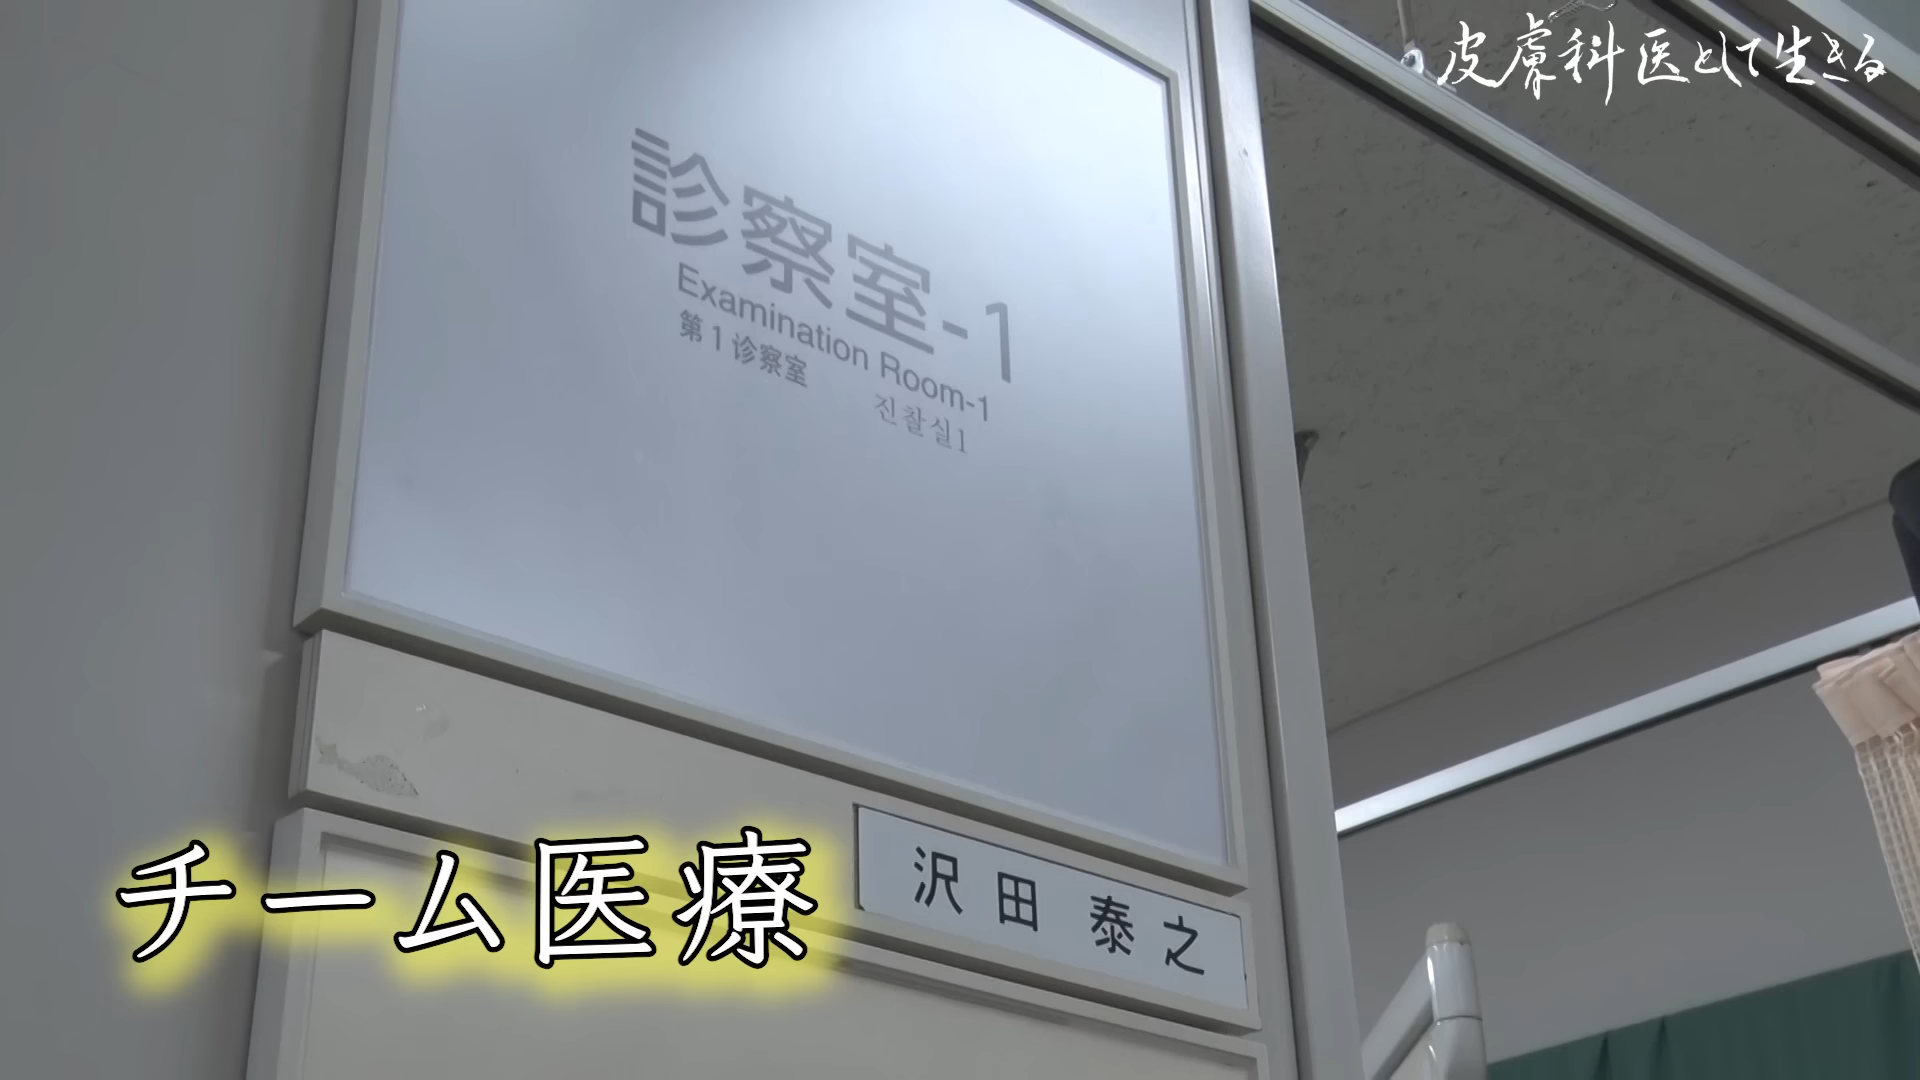 皮膚科医として生きる
診察室-1
Examination Room-1
第1诊察室 진찰실1
沢田 泰之
チーム医療